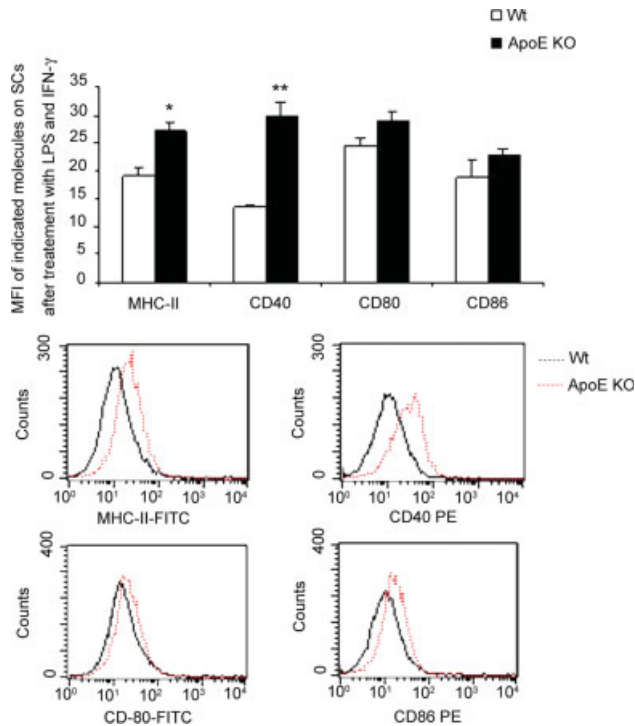 Wt
ApoE KO
MFI of indicated molecules on SCs
after treatement with LPS and IFN-γ
35
30
25
20
15
10
5
0
*
**
MHC-II
CD40
CD80
CD86
300
0
Counts
10⁰ 10¹ 10² 10³ 10⁴
MHC-II-FITC
300
0
Counts
10⁰ 10¹ 10² 10³ 10⁴
CD40 PE
Wt
ApoE KO
400
0
Counts
10⁰ 10¹ 10² 10³ 10⁴
CD-80-FITC
400
0
Counts
10⁰ 10¹ 10² 10³ 10⁴
CD86 PE